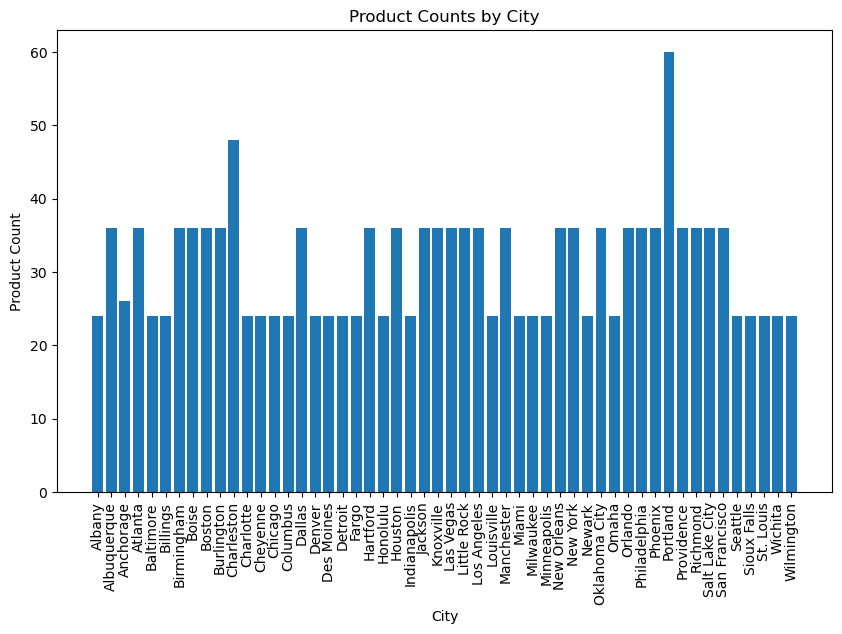 Product Counts by City
Product Count
60
50
40
30
20
10
0
Albany
Albuquerque
Anchorage
Atlanta
Baltimore
Billings
Birmingham
Boise
Boston
Burlington
Charleston
Charlotte
Cheyenne
Chicago
Columbus
Dallas
Denver
Des Moines
Detroit
Fargo
Hartford
Honolulu
Houston
Indianapolis
Jackson
Knoxville
Las Vegas
Little Rock
Los Angeles
Louisville
Manchester
Miami
Milwaukee
Minneapolis
New Orleans
New York
Newark
Oklahoma City
Omaha
Orlando
Philadelphia
Phoenix
Portland
Providence
Richmond
Salt Lake City
San Francisco
Seattle
Sioux Falls
St. Louis
Wichita
Wilmington
City